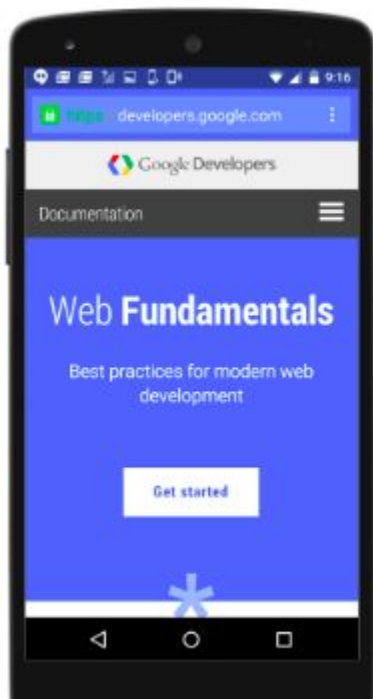 9:16
https developers.google.com
Google Developers
Documentation
Web Fundamentals
Best practices for modern web
development
Get started